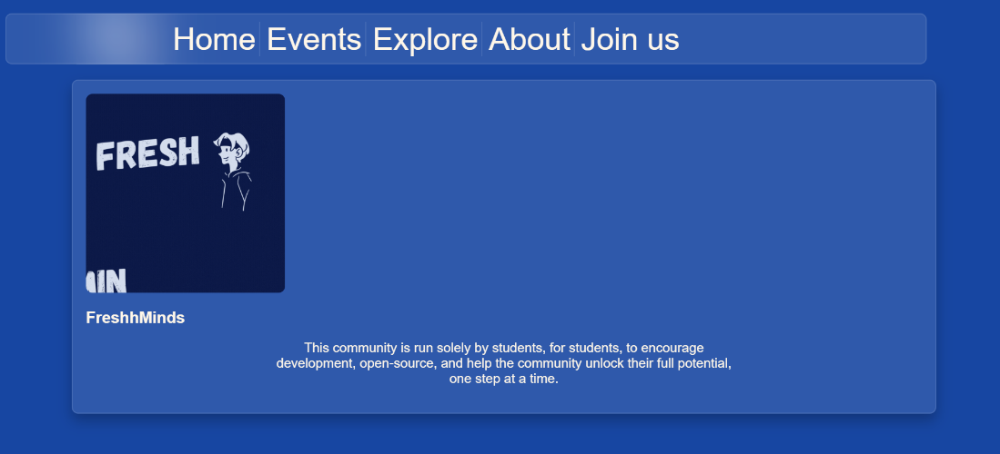 Home Events Explore About Join us
FRESH
IN
FreshhMinds
This community is run solely by students, for students, to encourage
development, open-source, and help the community unlock their full potential,
one step at a time.